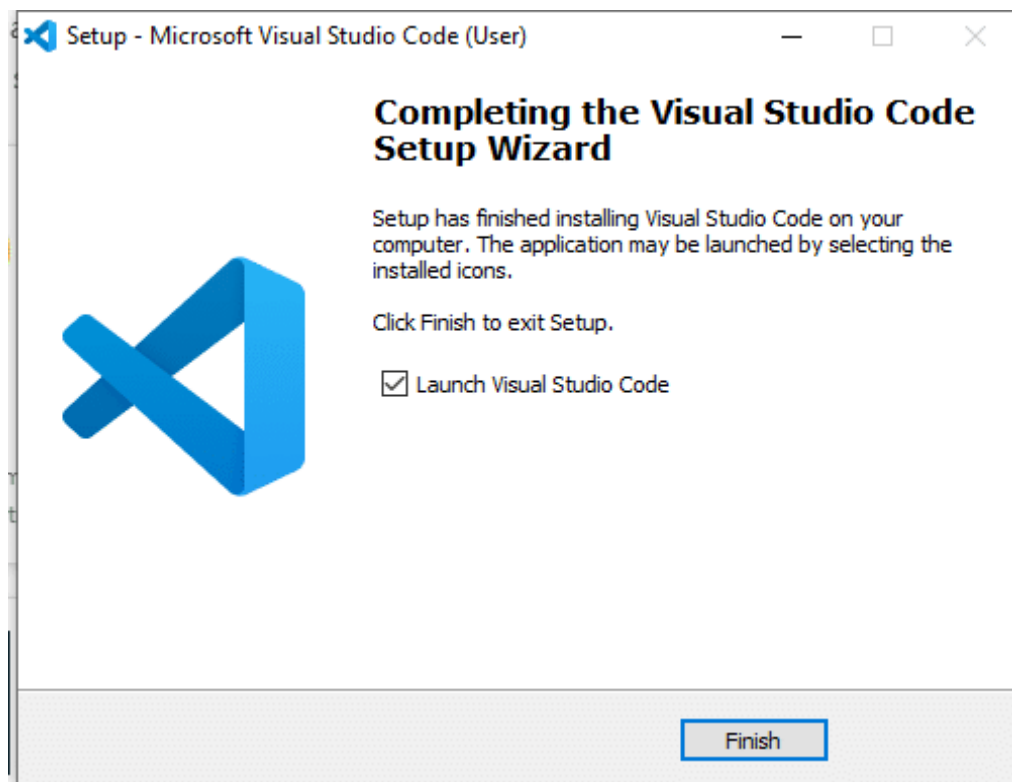 Setup - Microsoft Visual Studio Code (User)
Completing the Visual Studio Code
Setup Wizard
Setup has finished installing Visual Studio Code on your
computer. The application may be launched by selecting the
installed icons.
Click Finish to exit Setup.
Launch Visual Studio Code
Finish